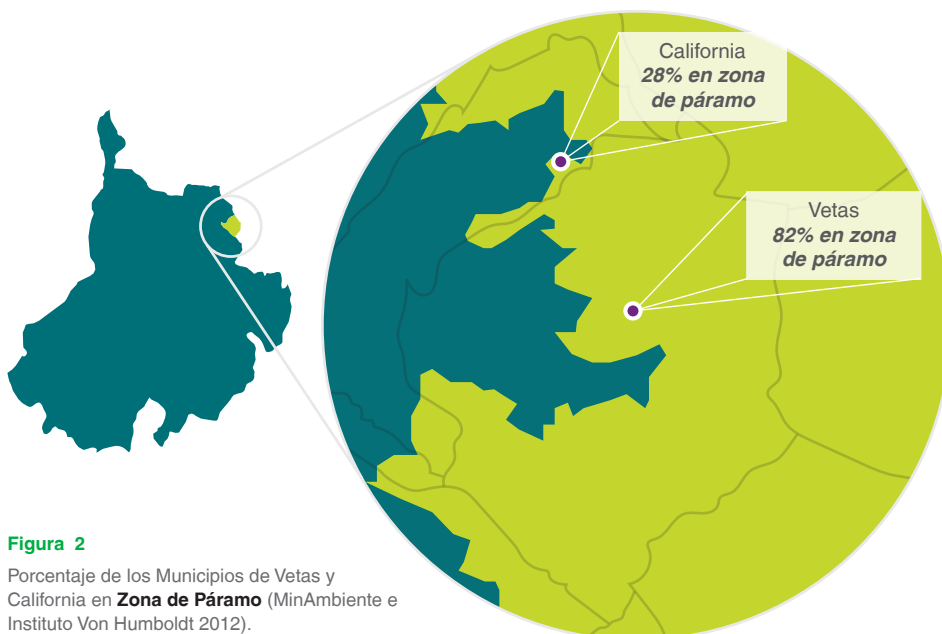 California
28% en zona
de páramo
Vetas
82% en zona
de páramo
Figura 2
Porcentaje de los Municipios de Vetas y
California en Zona de Páramo (MinAmbiente e
Instituto Von Humboldt 2012).